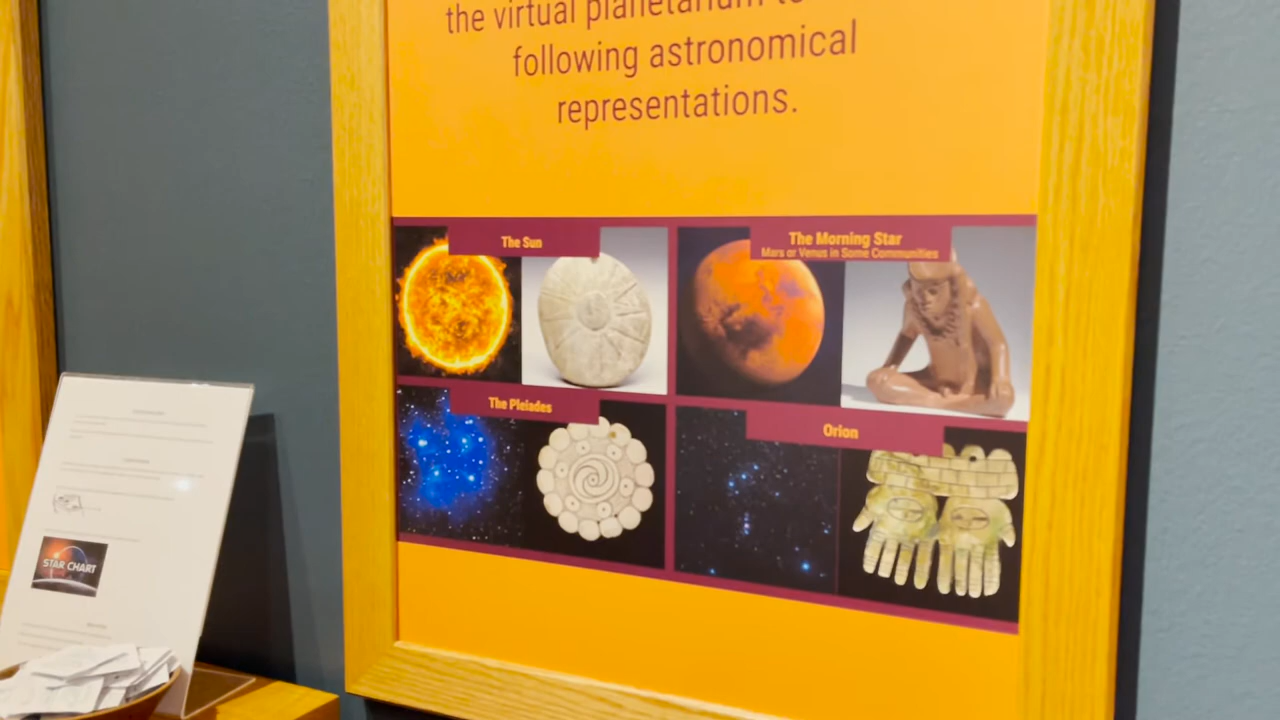 the virtual planetarium to
following astronomical
representations.
The Sun
The Morning Star
Mars or Venus in Some Communities
The Pleiades
Orion
STAR CHART